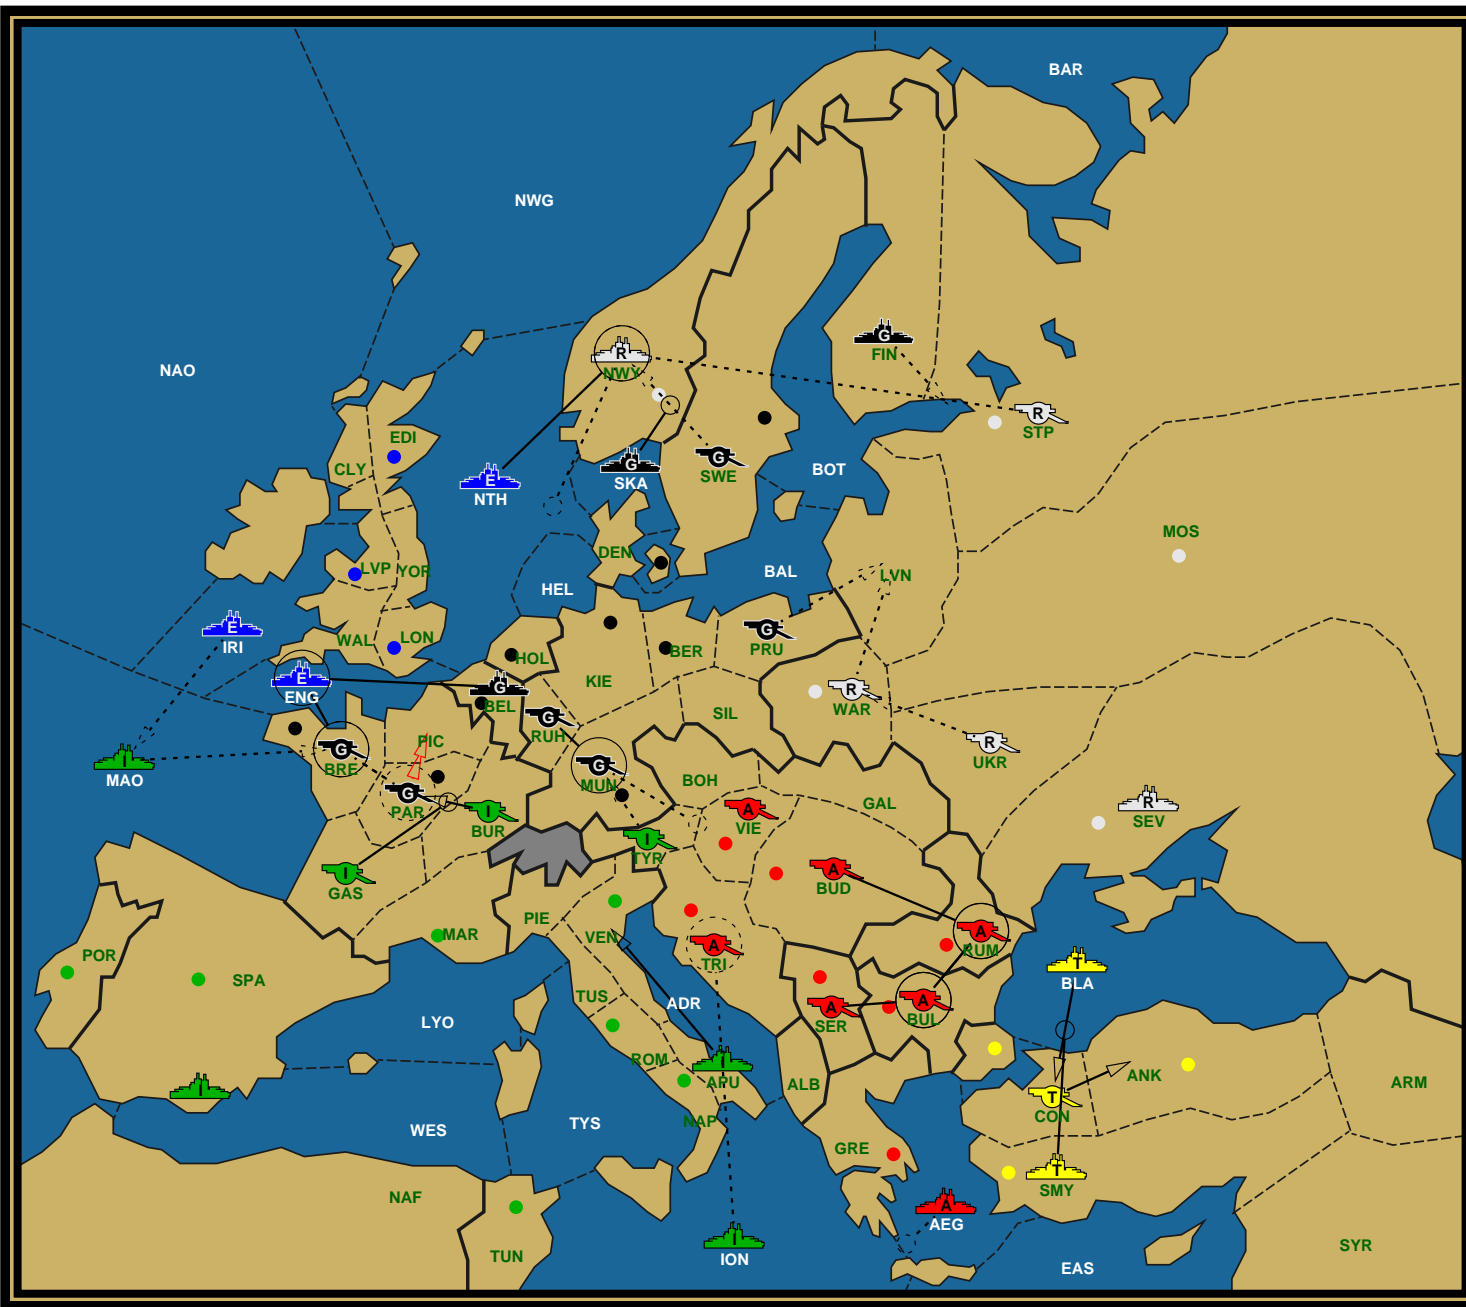 BAR
NWG
R
NWY
G
FIN
NAO
R
STP
EDI
CLY
G
SKA
G
SWE
BOT
E
NTH
MOS
DEN
LVP
YOR
BAL
LVN
HEL
E
IRI
WAL
LON
G
PRU
HOL
BER
KIE
E
ENG
G
BEL
R
WAR
SIL
G
RUH
PIC
R
UKR
G
BRE
I
MAO
G
MUN
BOH
G
PAR
I
BUR
A
VIE
GAL
R
SEV
I
TYR
I
GAS
A
BUD
PIE
MAR
VEN
A
TRI
A
RUM
POR
SPA
T
BLA
TUS
ADR
A
SER
A
BUL
LYO
ROM
I
APU
ALB
ANK
ARM
I
T
CON
NAP
WES
TYS
GRE
T
SMY
NAF
A
AEG
I
ION
TUN
SYR
EAS